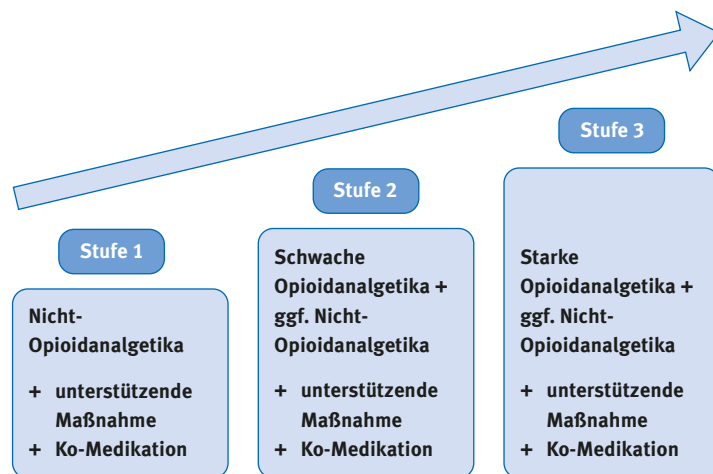 Stufe 1
Nicht-
Opioidanalgetika
+ unterstützende
Maßnahme
+ Ko-Medikation
Stufe 2
Schwache
Opioidanalgetika +
ggf. Nicht-
Opioidanalgetika
+ unterstützende
Maßnahme
+ Ko-Medikation
Stufe 3
Starke
Opioidanalgetika +
ggf. Nicht-
Opioidanalgetika
+ unterstützende
Maßnahme
+ Ko-Medikation